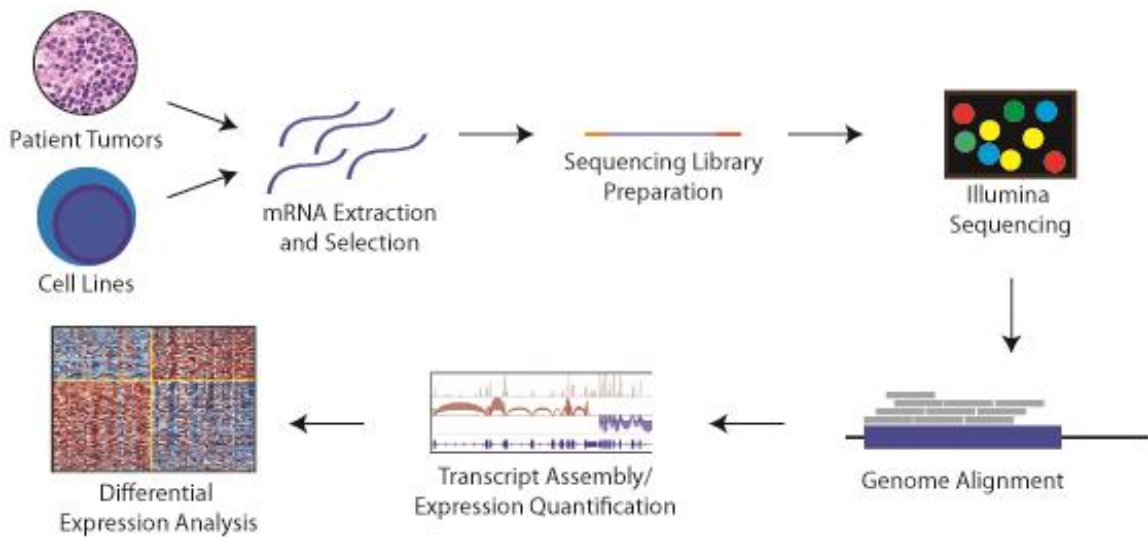 Patient Tumors
Cell Lines
mRNA Extraction
and Selection
Sequencing Library
Preparation
Illumina
Sequencing
Genome Alignment
Transcript Assembly/
Expression Quantification
Differential
Expression Analysis